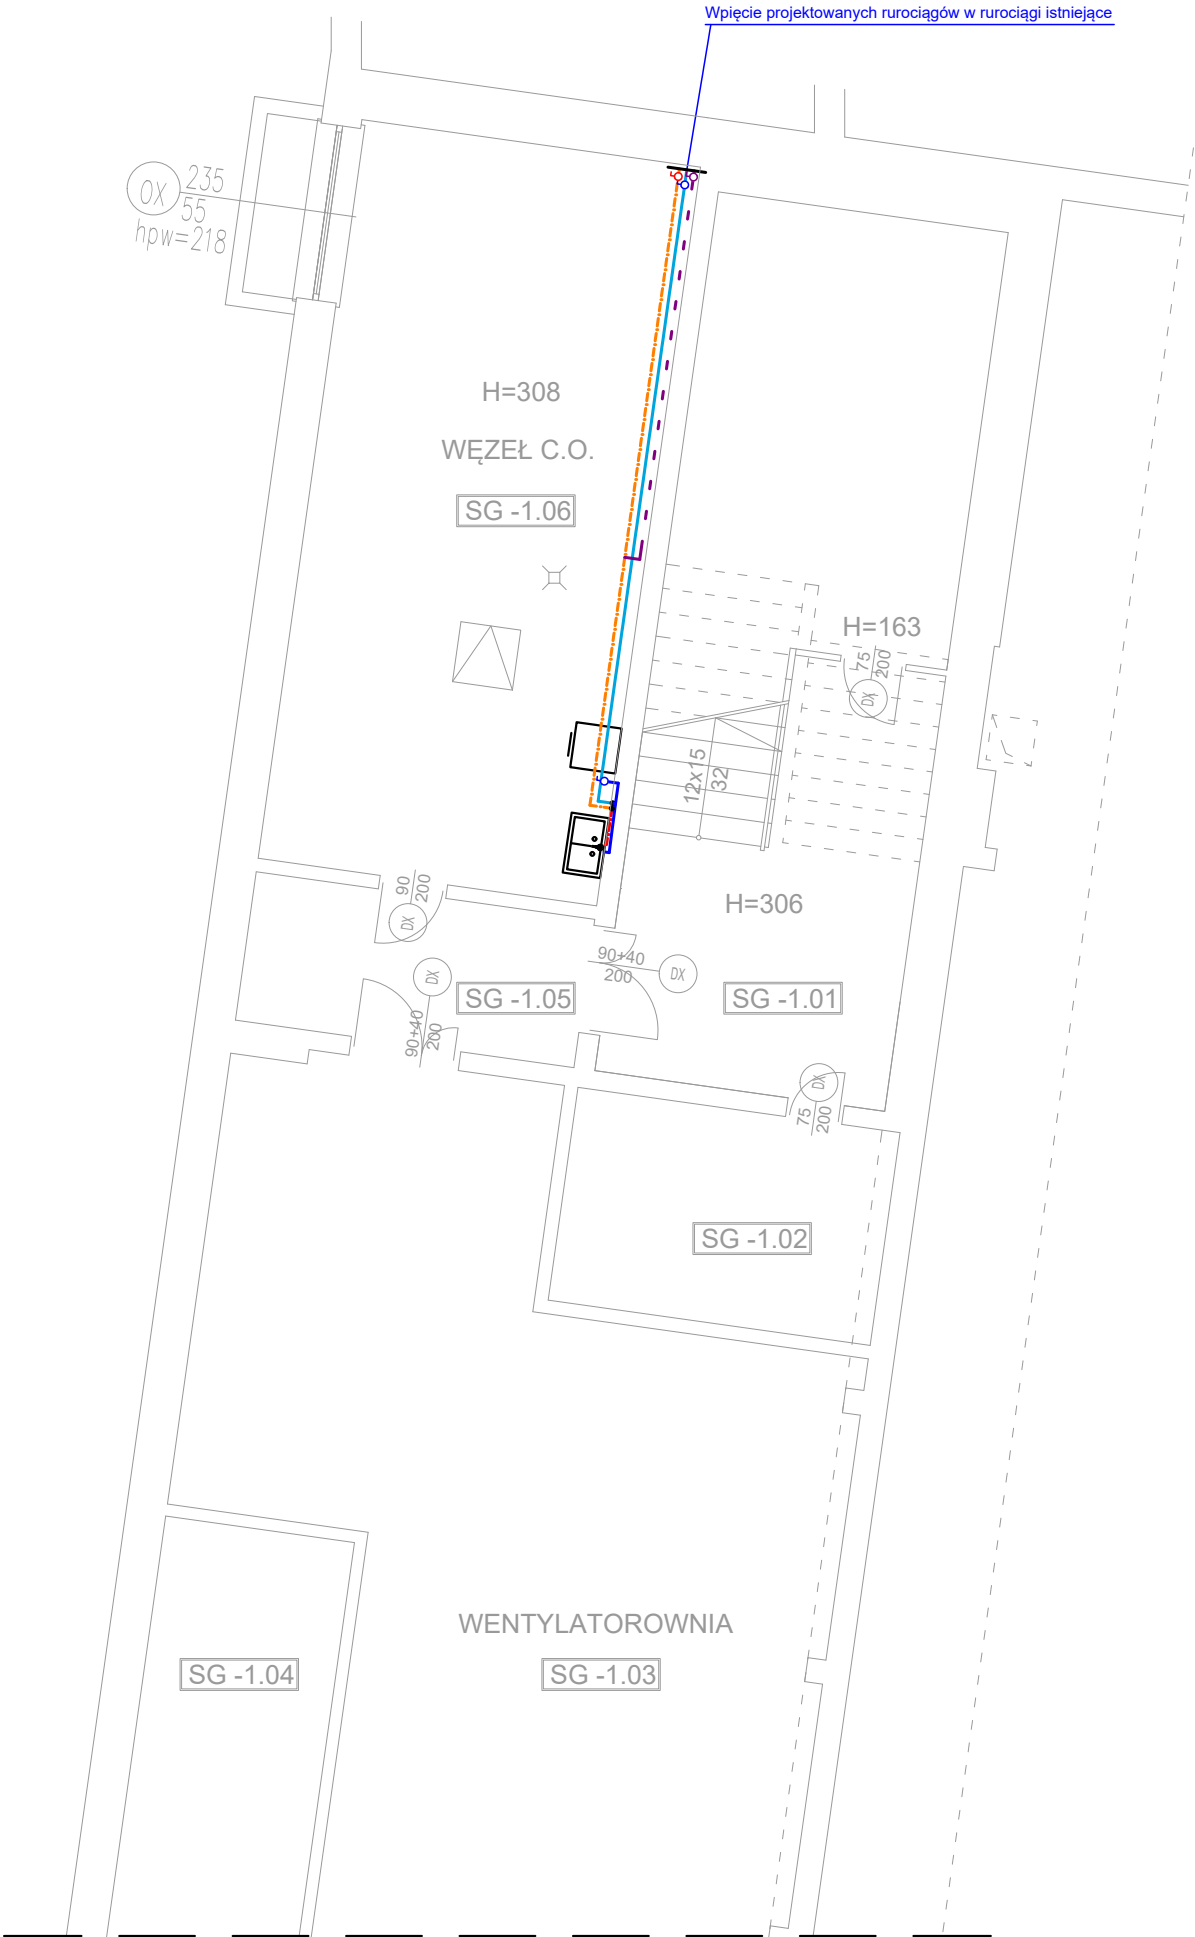 Wpięcie projektowanych rurociągów w rurociągi istniejące
OX 235
55
hpw=218
H=308
WĘZEŁ C.O.
SG -1.06
H=163
75
200
DX
12x15
32
90
200
DX
H=306
90+40
200
DX
DX
90+40
200
SG -1.05
SG -1.01
DX
75
200
SG -1.02
WENTYLATOROWNIA
SG -1.04
SG -1.03